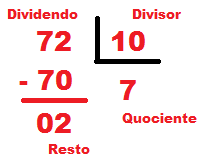 Dividendo Divisor
72 10
- 70 7
02 Quociente
Resto